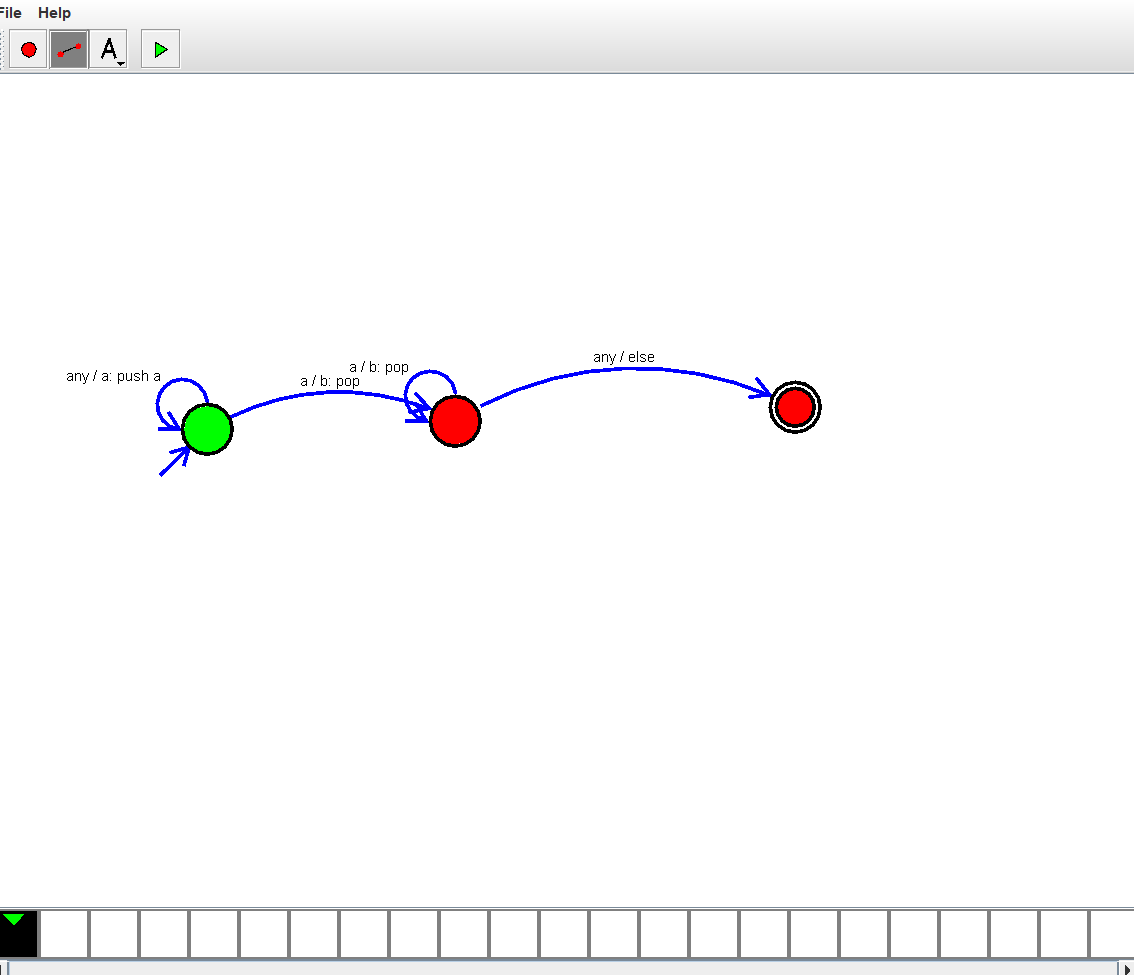 File Help
A
any / else
a / b: pop
any / a: push a
a / b: pop